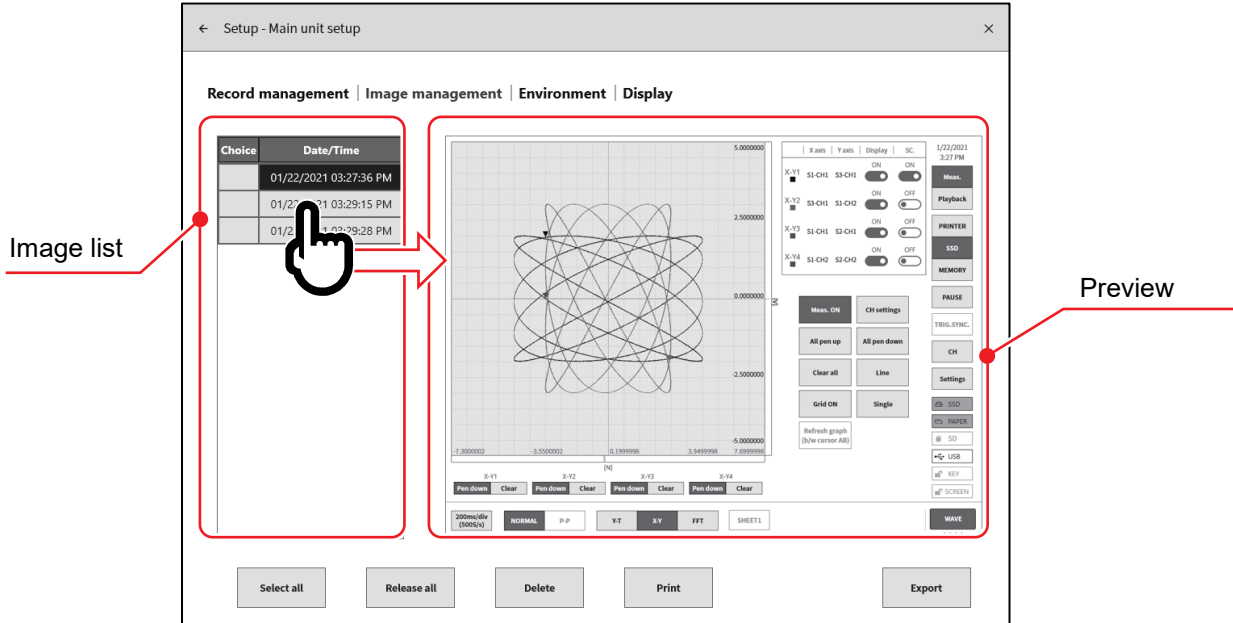 ← Setup - Main unit setup ×
Record management | Image management | Environment | Display
Image list
Choice Date/Time
01/22/2021 03:27:36 PM
01/22/2021 03:29:15 PM
01/2 03:29:28 PM
5.0000000
2.5000000
0.0000000
-2.5000000
-5.0000000
[V]
-7.3000002 -3.5500002 0.1999998 3.9499998 7.6999998
[V]
X-Y1 X-Y2 X-Y3 X-Y4
Pen down Clear Pen down Clear Pen down Clear Pen down Clear
200ms/div
(500S/s)
NORMAL P-P Y-T X-Y FFT SHEET1
X axis | Y axis | Display | SC.
ON ON
X-Y1 S1-CH1 S3-CH1
ON OFF
X-Y2 S3-CH1 S1-CH2
ON OFF
X-Y3 S1-CH1 S2-CH1
ON OFF
X-Y4 S1-CH2 S2-CH2
Meas. ON CH settings
All pen up All pen down
Clear all Line
Grid ON Single
Refresh graph
(b/w cursor AB)
1/22/2021
3:27 PM
Meas.
Playback
PRINTER
SSD
MEMORY
PAUSE
TRIG.SYNC.
CH
Settings
SSD
PAPER
SD
USB
KEY
SCREEN
WAVE
Preview
Select all Release all Delete Print Export